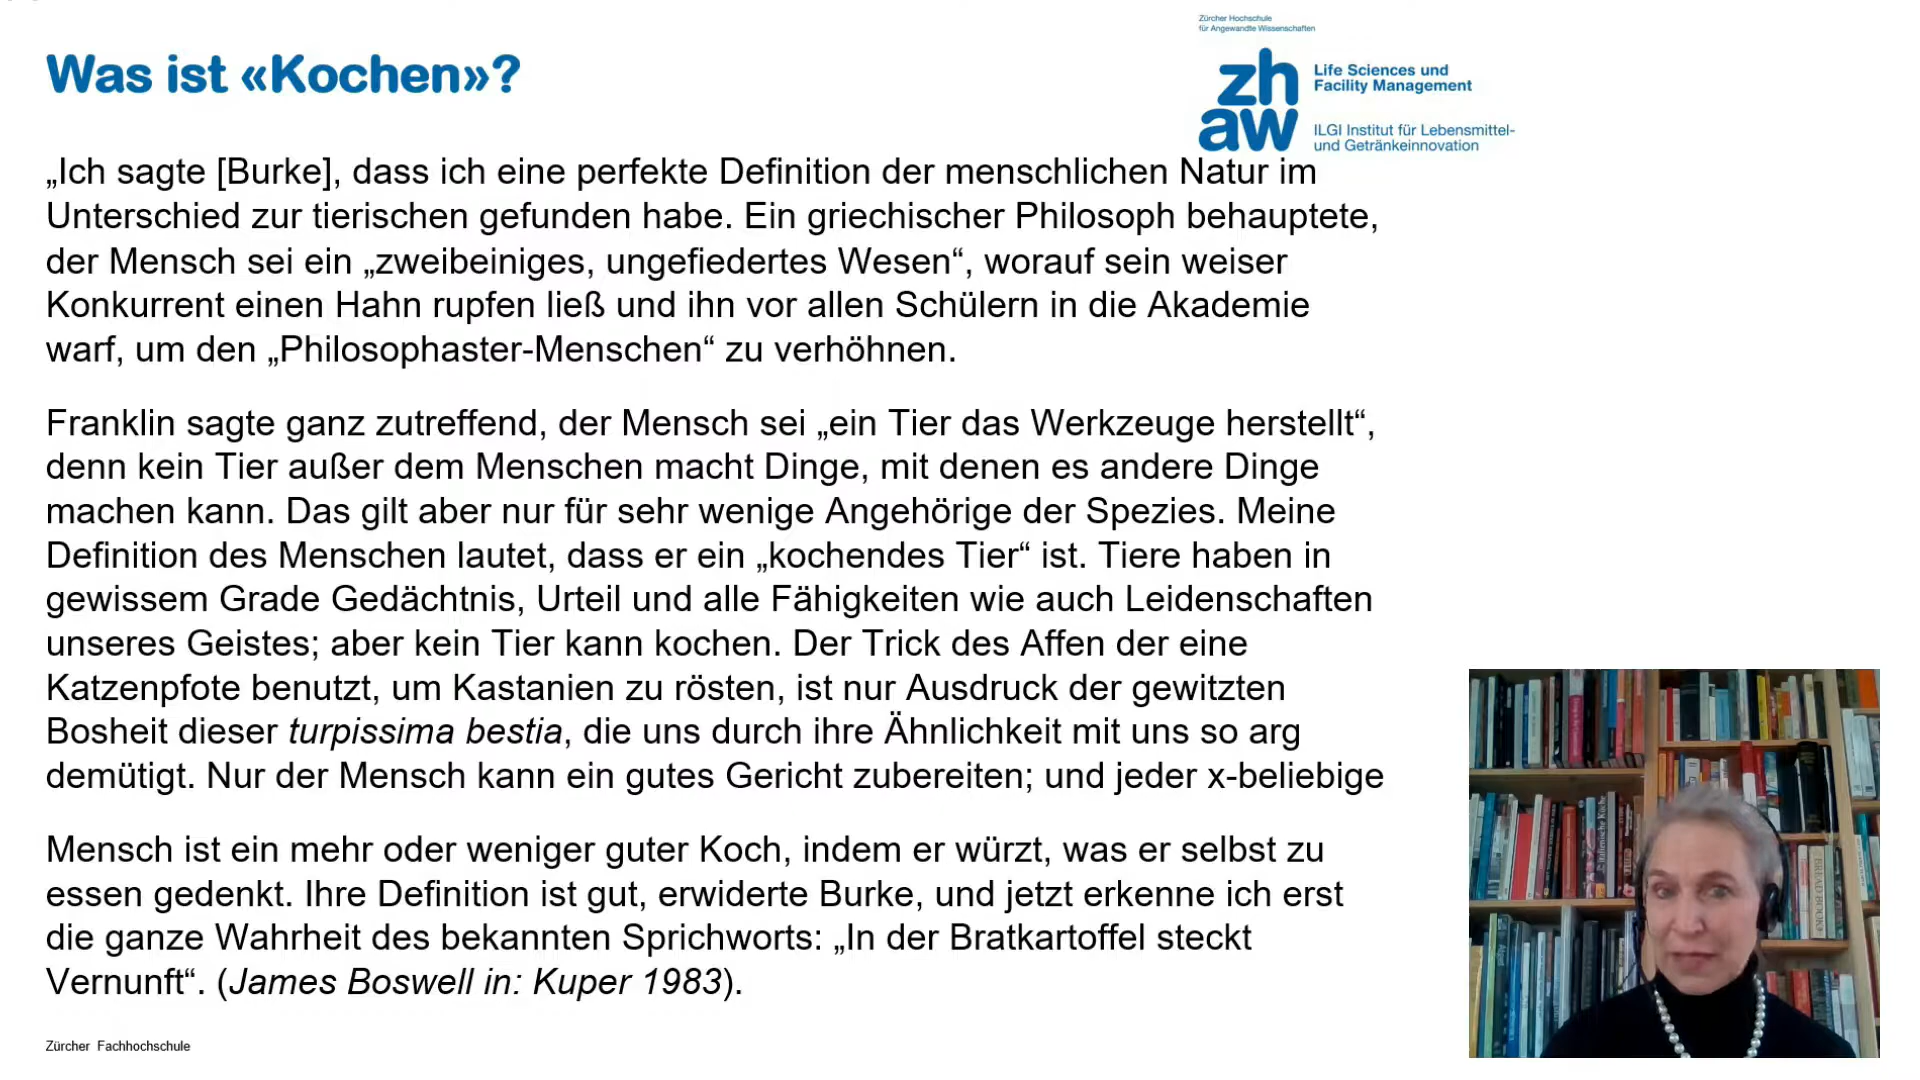 Zürcher Hochschule
für Angewandte Wissenschaften
Was ist «Kochen»?
zh
aw
Life Sciences und
Facility Management
ILGI Institut für Lebensmittel-
und Getränkeinnovation
„Ich sagte [Burke], dass ich eine perfekte Definition der menschlichen Natur im
Unterschied zur tierischen gefunden habe. Ein griechischer Philosoph behauptete,
der Mensch sei ein „zweibeiniges, ungefiedertes Wesen“, worauf sein weiser
Konkurrent einen Hahn rupfen ließ und ihn vor allen Schülern in die Akademie
warf, um den „Philosophaster-Menschen“ zu verhöhnen.
Franklin sagte ganz zutreffend, der Mensch sei „ein Tier das Werkzeuge herstellt“,
denn kein Tier außer dem Menschen macht Dinge, mit denen es andere Dinge
machen kann. Das gilt aber nur für sehr wenige Angehörige der Spezies. Meine
Definition des Menschen lautet, dass er ein „kochendes Tier“ ist. Tiere haben in
gewissem Grade Gedächtnis, Urteil und alle Fähigkeiten wie auch Leidenschaften
unseres Geistes; aber kein Tier kann kochen. Der Trick des Affen der eine
Katzenpfote benutzt, um Kastanien zu rösten, ist nur Ausdruck der gewitzten
Bosheit dieser turpissima bestia, die uns durch ihre Ähnlichkeit mit uns so arg
demütigt. Nur der Mensch kann ein gutes Gericht zubereiten; und jeder x-beliebige
Mensch ist ein mehr oder weniger guter Koch, indem er würzt, was er selbst zu
essen gedenkt. Ihre Definition ist gut, erwiderte Burke, und jetzt erkenne ich erst
die ganze Wahrheit des bekannten Sprichworts: „In der Bratkartoffel steckt
Vernunft“. (James Boswell in: Kuper 1983).
Zürcher Fachhochschule
BREAD BOOK